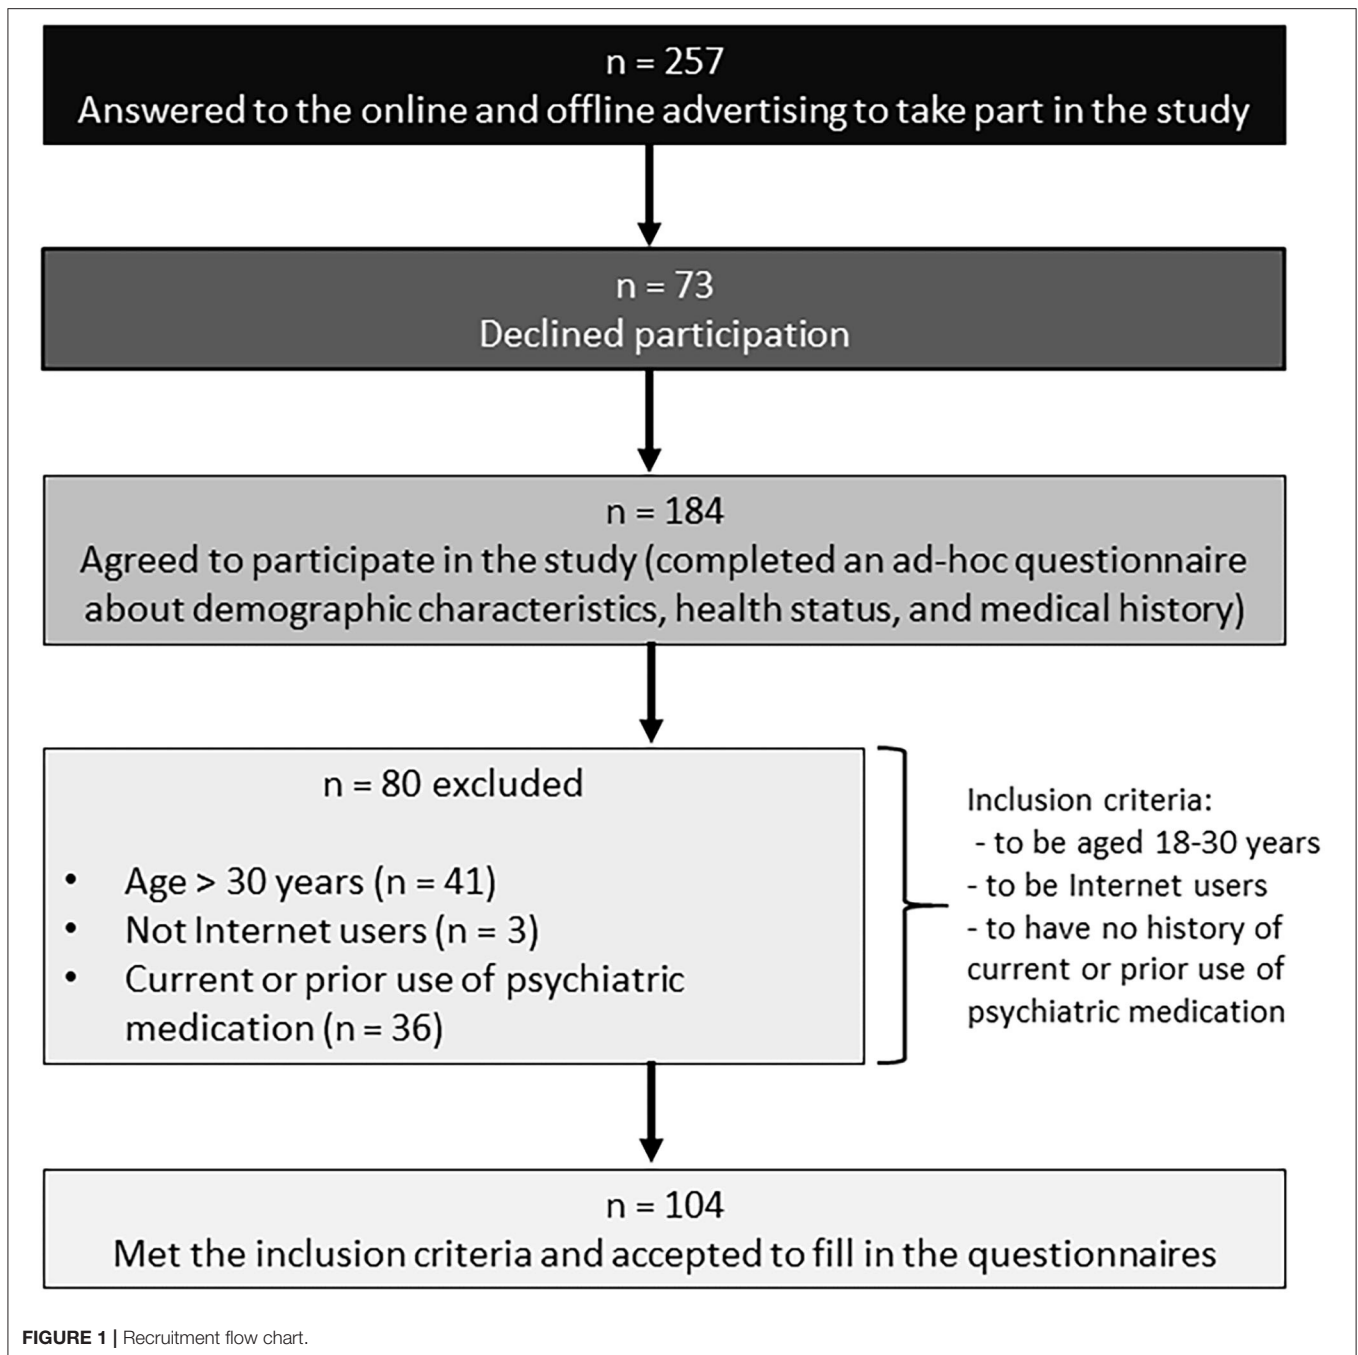 n = 257
Answered to the online and offline advertising to take part in the study
n = 73
Declined participation
n = 184
Agreed to participate in the study (completed an ad-hoc questionnaire
about demographic characteristics, health status, and medical history)
n = 80 excluded
• Age > 30 years (n = 41)
• Not Internet users (n = 3)
• Current or prior use of psychiatric
medication (n = 36)
Inclusion criteria:
- to be aged 18-30 years
- to be Internet users
- to have no history of
current or prior use of
psychiatric medication
n = 104
Met the inclusion criteria and accepted to fill in the questionnaires
FIGURE 1 | Recruitment flow chart.